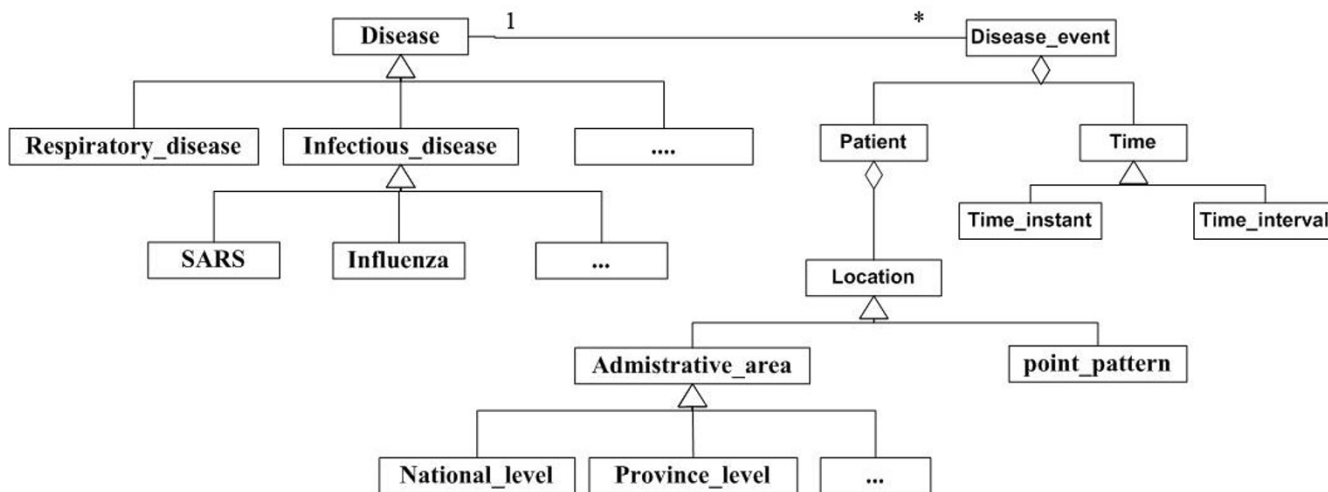 1
*
Disease
Disease_event
Respiratory_disease
Infectious_disease
....
Patient
Time
SARS
Influenza
...
Time_instant
Time_interval
Location
Admistrative_area
point_pattern
National_level
Province_level
...